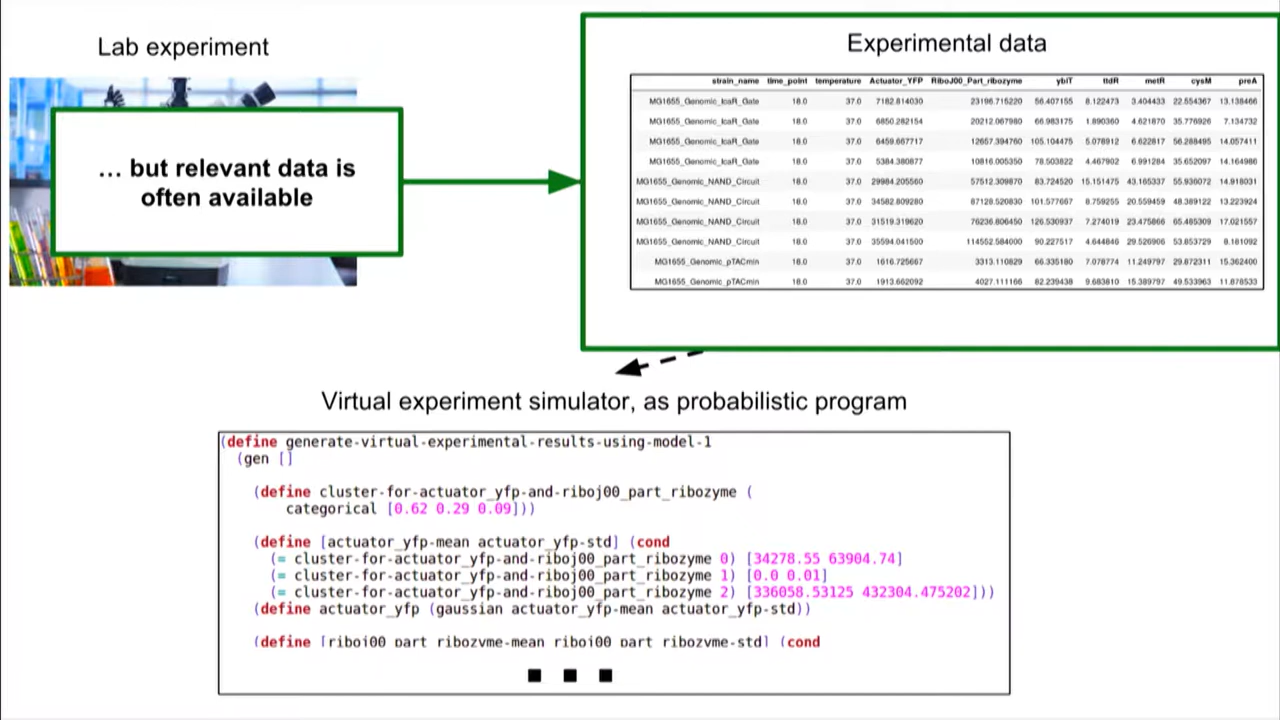 Lab experiment
Experimental data
… but relevant data is
often available
strain_name time_point temperature Actuator_YFP RiboJ00_Part_ribozyme ybiT ttdR metR cysM preA
MG1655_Genomic_IcaR_Gate 18.0 37.0 7182.814030 23196.715220 56.407155 8.122473 3.404433 22.554367 13.138466
MG1655_Genomic_IcaR_Gate 18.0 37.0 6850.282154 20212.067980 66.983175 1.890360 4.621870 35.776926 7.134732
MG1655_Genomic_IcaR_Gate 18.0 37.0 6459.667717 12657.394760 105.104475 5.078912 6.622817 56.288495 14.057411
MG1655_Genomic_IcaR_Gate 18.0 37.0 5384.380877 10816.005350 78.503822 4.467902 6.991284 35.652097 14.164986
MG1655_Genomic_NAND_Circuit 18.0 37.0 29984.205560 57512.309870 83.724520 15.151475 43.165337 55.936072 14.918031
MG1655_Genomic_NAND_Circuit 18.0 37.0 34582.809280 87128.520830 101.577667 8.759255 20.559459 48.389122 13.223924
MG1655_Genomic_NAND_Circuit 18.0 37.0 31519.319620 76236.806450 126.530937 7.274019 23.475866 65.485309 17.021557
MG1655_Genomic_NAND_Circuit 18.0 37.0 35594.041500 114552.584000 90.227517 4.644846 29.526906 53.853729 8.181092
MG1655_Genomic_pTACmin 18.0 37.0 1616.725667 3313.110829 66.335180 7.078774 11.249797 29.872311 15.362400
MG1655_Genomic_pTACmin 18.0 37.0 1913.662092 4027.111166 82.239438 9.683810 15.389797 49.533963 11.878533
Virtual experiment simulator, as probabilistic program
(define generate-virtual-experimental-results-using-model-1
(gen []
(define cluster-for-actuator_yfp-and-riboj00_part_ribozyme (
categorical [0.62 0.29 0.09]))
(define [actuator_yfp-mean actuator_yfp-std] (cond
(= cluster-for-actuator_yfp-and-riboj00_part_ribozyme 0) [34278.55 63904.74]
(= cluster-for-actuator_yfp-and-riboj00_part_ribozyme 1) [0.0 0.01]
(= cluster-for-actuator_yfp-and-riboj00_part_ribozyme 2) [336058.53125 432304.475202]))
(define actuator_yfp (gaussian actuator_yfp-mean actuator_yfp-std))
(define [riboj00_part_ribozyme-mean riboj00_part_ribozyme-std] (cond